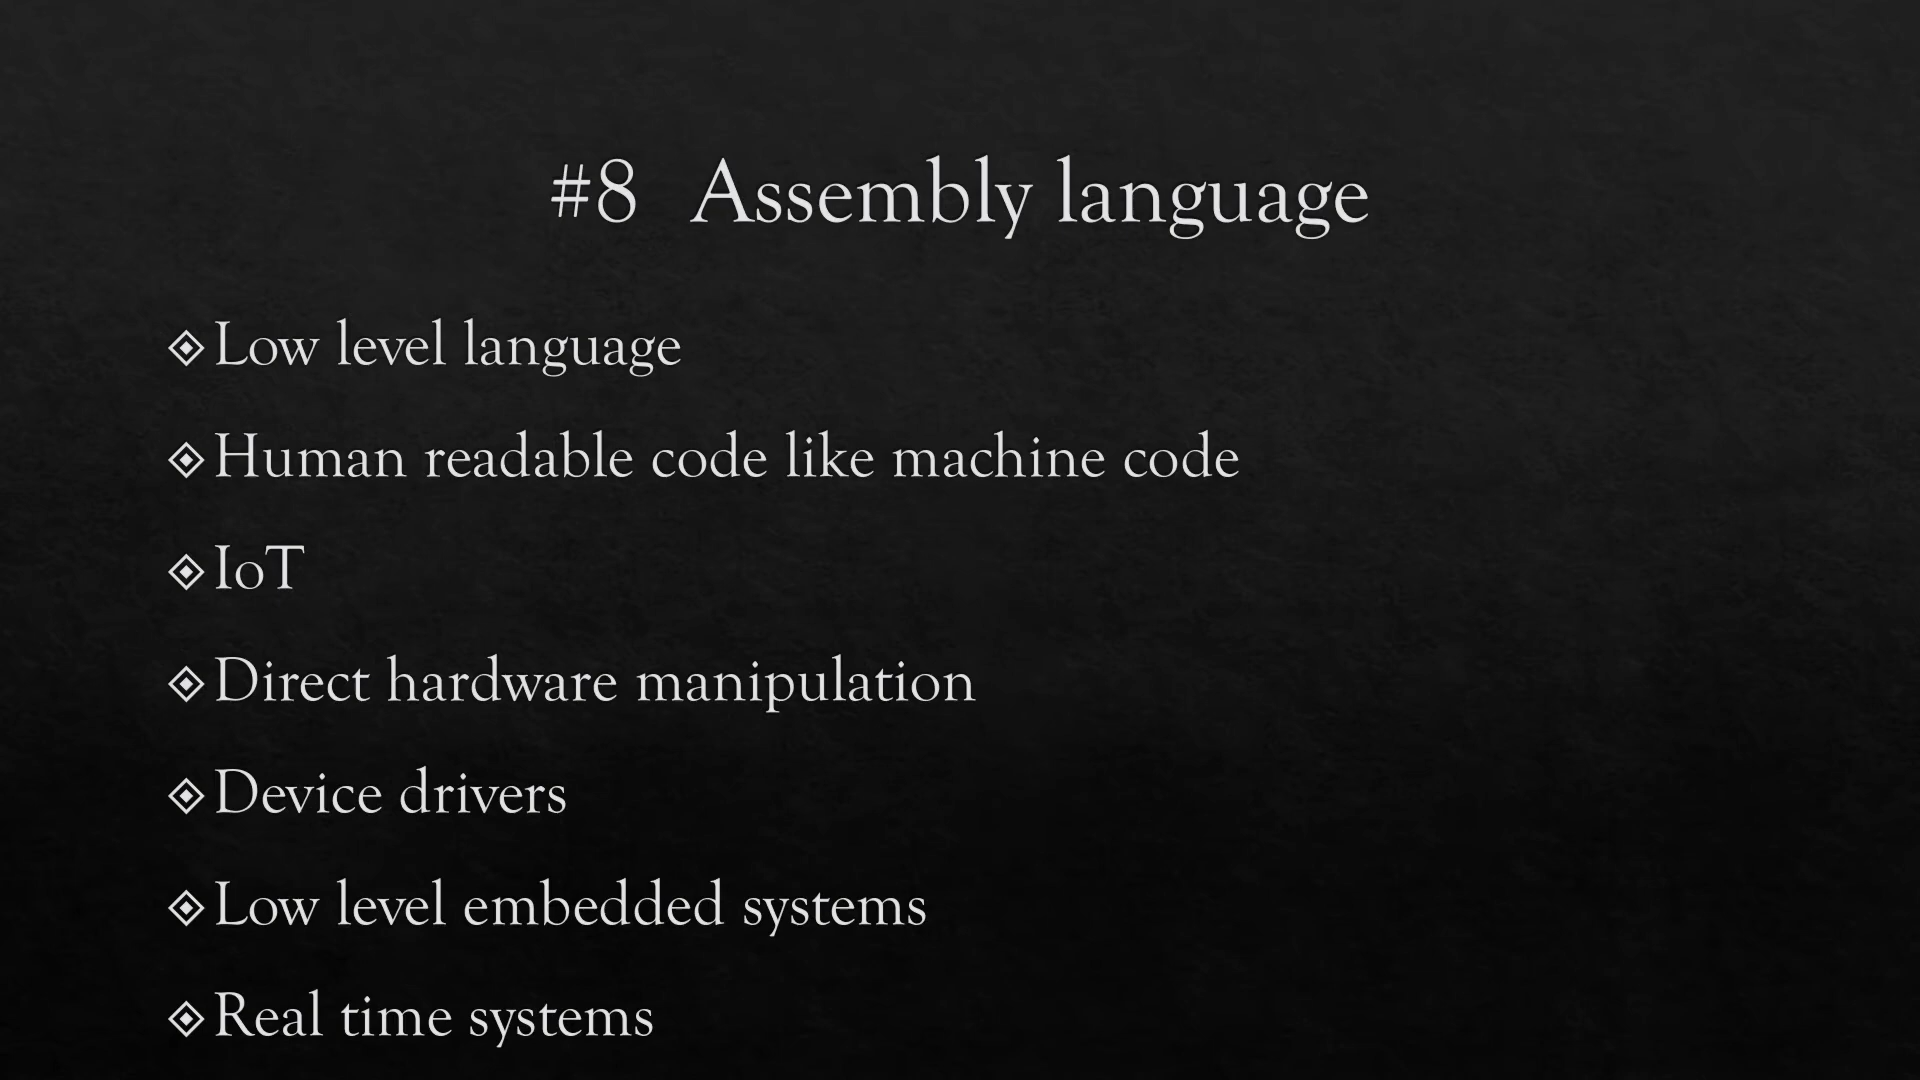 #8 Assembly language
Low level language
Human readable code like machine code
IoT
Direct hardware manipulation
Device drivers
Low level embedded systems
Real time systems